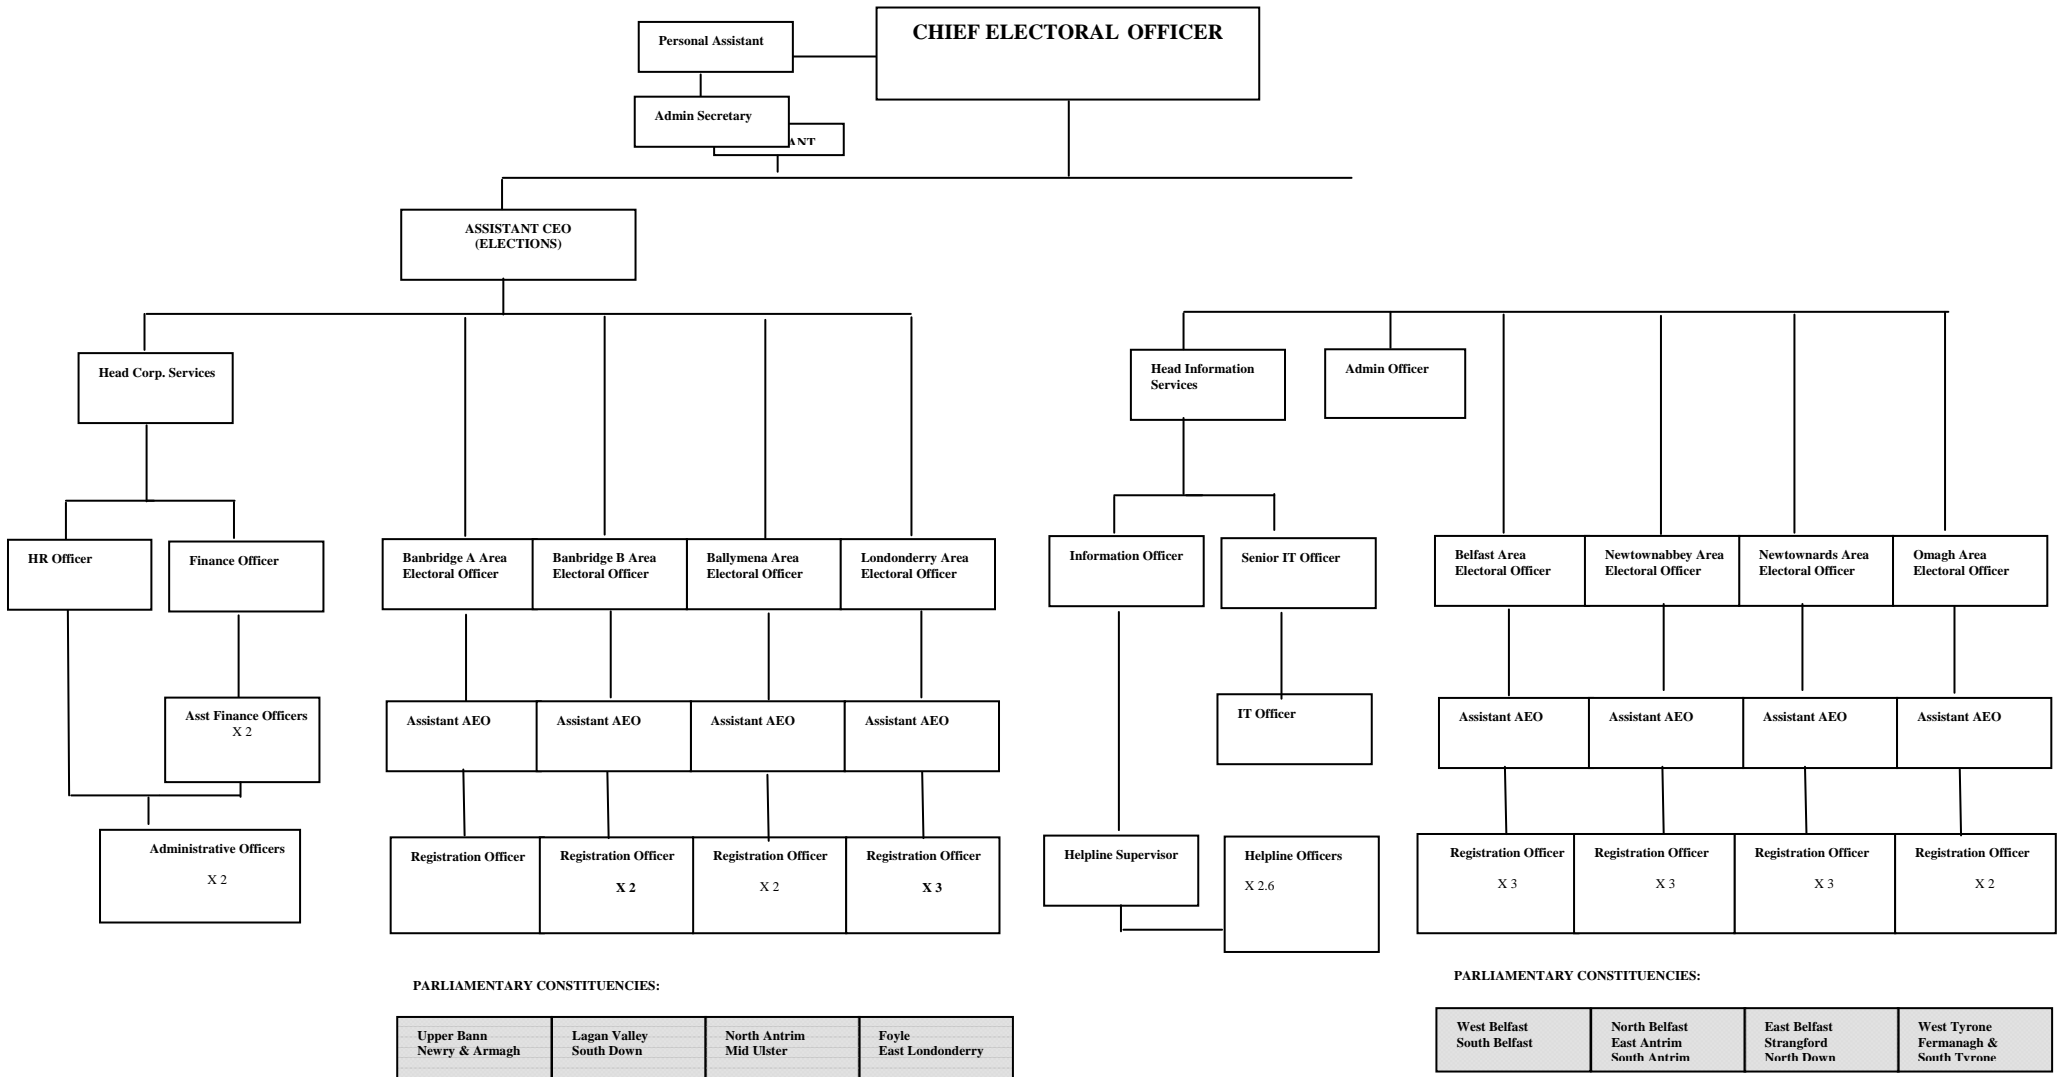 CHIEF ELECTORAL OFFICER
Personal Assistant
Admin Secretary
ANT
ASSISTANT CEO
(ELECTIONS)
Head Corp. Services
Head Information
Services
Admin Officer
HR Officer
Finance Officer
Banbridge A Area
Electoral Officer
Banbridge B Area
Electoral Officer
Ballymena Area
Electoral Officer
Londonderry Area
Electoral Officer
Information Officer
Senior IT Officer
Belfast Area
Electoral Officer
Newtownabbey Area
Electoral Officer
Newtownards Area
Electoral Officer
Omagh Area
Electoral Officer
Asst Finance Officers
X 2
Assistant AEO
Assistant AEO
Assistant AEO
Assistant AEO
IT Officer
Assistant AEO
Assistant AEO
Assistant AEO
Assistant AEO
Administrative Officers
X 2
Registration Officer
Registration Officer
X 2
Registration Officer
X 2
Registration Officer
X 3
Helpline Supervisor
Helpline Officers
X 2.6
Registration Officer
X 3
Registration Officer
X 3
Registration Officer
X 3
Registration Officer
X 2
PARLIAMENTARY CONSTITUENCIES:
Upper Bann
Newry & Armagh
Lagan Valley
South Down
North Antrim
Mid Ulster
Foyle
East Londonderry
PARLIAMENTARY CONSTITUENCIES:
West Belfast
South Belfast
North Belfast
East Antrim
South Antrim
East Belfast
Strangford
North Down
West Tyrone
Fermanagh &
South Tyrone